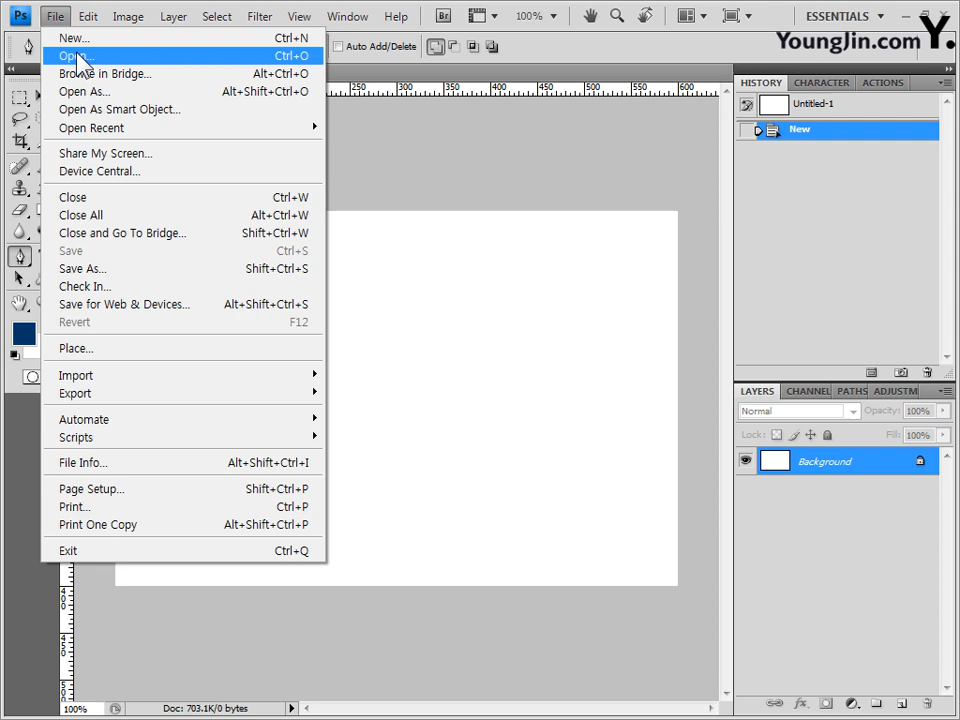 Ps File Edit Image Layer Select Filter View Window Help Br 100% ESSENTIALS
YoungJin.com Y.
Auto Add/Delete
New... Ctrl+N
Open... Ctrl+O
Browse in Bridge... Alt+Ctrl+O
Open As... Alt+Shift+Ctrl+O
Open As Smart Object...
Open Recent
Share My Screen...
Device Central...
Close Ctrl+W
Close All Alt+Ctrl+W
Close and Go To Bridge... Shift+Ctrl+W
Save Ctrl+S
Save As... Shift+Ctrl+S
Check In...
Save for Web & Devices... Alt+Shift+Ctrl+S
Revert F12
Place...
Import
Export
Automate
Scripts
File Info... Alt+Shift+Ctrl+I
Page Setup... Shift+Ctrl+P
Print... Ctrl+P
Print One Copy Alt+Shift+Ctrl+P
Exit Ctrl+Q
250 300 350 400 450 500 550 600
400
450
500
100% Doc: 703.1K/0 bytes
HISTORY CHARACTER ACTIONS
Untitled-1
New
LAYERS CHANNEL PATHS ADJUSTM
Normal Opacity: 100%
Lock: Fill: 100%
Background